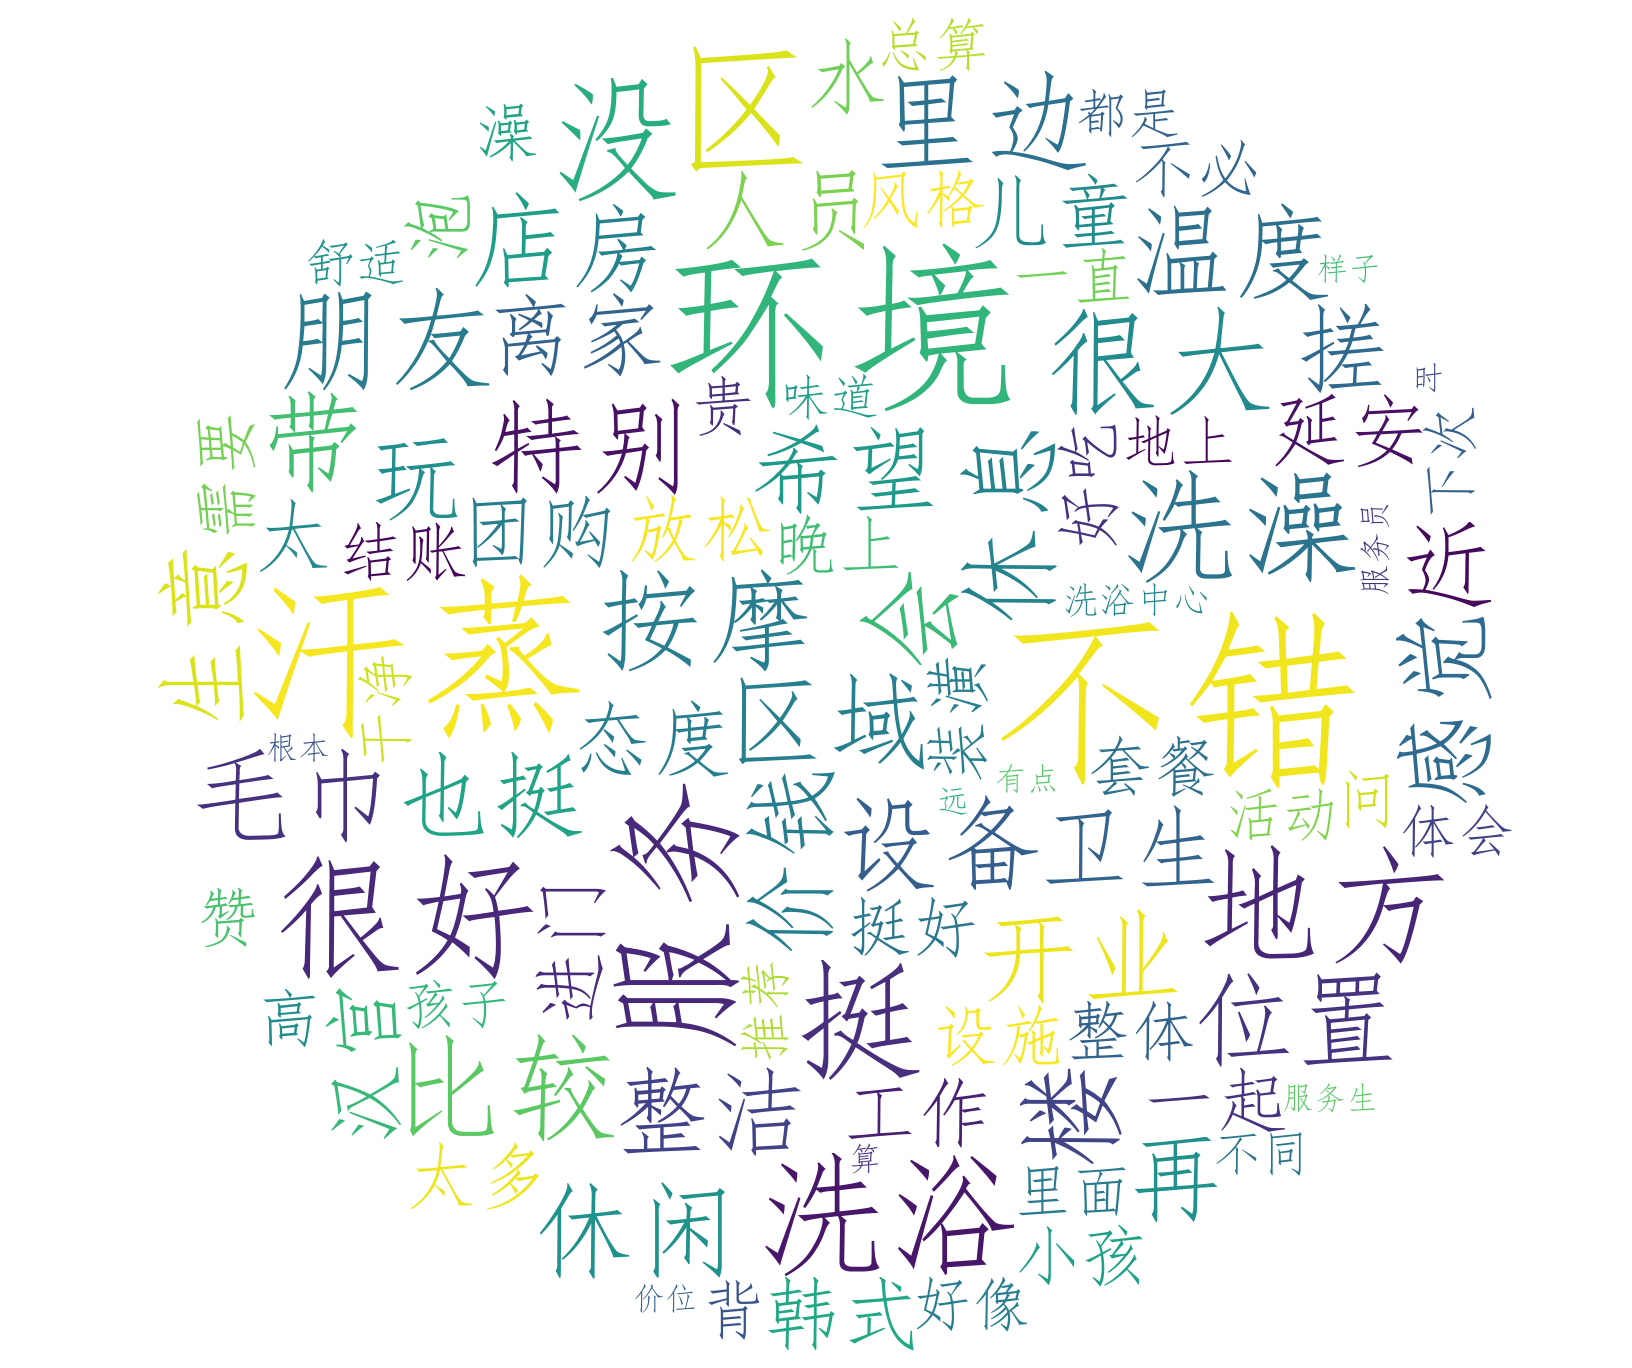 总算
水
区
里边
没
都是
澡
不必
人员
风格
儿童
泡
店房
温度
舒适
环境
一直
样子
朋友
离家
很大
搓
时
贵
味道
带
特别
延安
需要
玩
希望
休息
好吃
地上
下次
洗澡
太
结账
团购
放松
晚上
服务员
近
生意
汗蒸
按摩
会
洗浴中心
不错
感觉
干净
态度
区域
装潢
根本
毛巾
也挺
价钱
远
有点
套餐
活动
问
体会
服务
设备
卫生
很好
地方
赞
进门
挺好
开业
高
汉宫
孩子
推荐
挺
设施
整体
位置
比较
整洁
工作
楼
一起
服务生
太多
算
洗浴
里面
再
不同
休闲
小孩
价位
背
韩式
好像